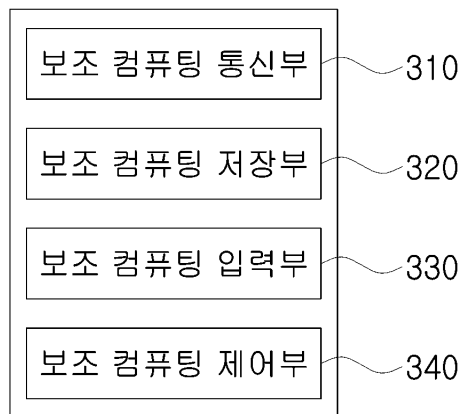 보조 컴퓨팅 통신부 310
보조 컴퓨팅 저장부 320
보조 컴퓨팅 입력부 330
보조 컴퓨팅 제어부 340